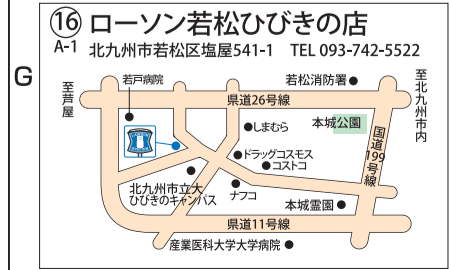 ⑯ ローソン若松ひびきの店
A-1 北九州市若松区塩屋541-1 TEL 093-742-5522
G
至芦屋
若戸病院
若松消防署
至北九州市内
県道26号線
しまむら
本城公園
国道199号線
ドラッグコスモス
コストコ
北九州市立大
ひびきのキャンパス
ナフコ
本城霊園
県道11号線
産業医科大学大学病院